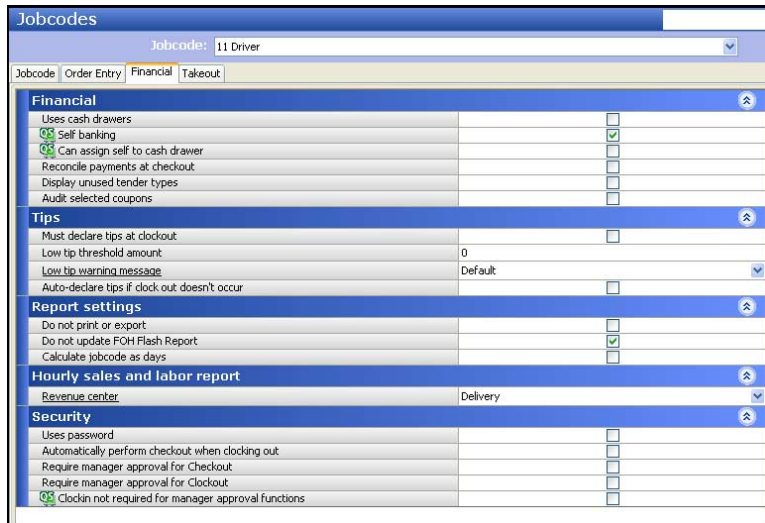 Jobcodes
Jobcode: 11 Driver
Jobcode Order Entry Financial Takeout
Financial
Uses cash drawers
QS Self banking
QS Can assign self to cash drawer
Reconcile payments at checkout
Display unused tender types
Audit selected coupons
Tips
Must declare tips at clockout
Low tip threshold amount 0
Low tip warning message Default
Auto-declare tips if clock out doesn't occur
Report settings
Do not print or export
Do not update FOH Flash Report
Calculate jobcode as days
Hourly sales and labor report
Revenue center Delivery
Security
Uses password
Automatically perform checkout when clocking out
Require manager approval for Checkout
Require manager approval for Clockout
QS Clockin not required for manager approval functions